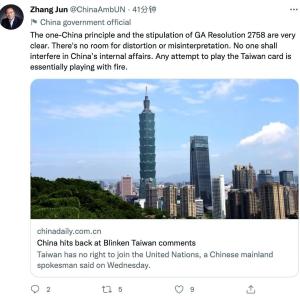 Zhang Jun @ChinaAmbUN · 41分钟
China government official
The one-China principle and the stipulation of GA Resolution 2758 are very
clear. There's no room for distortion or misinterpretation. No one shall
interfere in China's internal affairs. Any attempt to play the Taiwan card is
essentially playing with fire.
chinadaily.com.cn
China hits back at Blinken Taiwan comments
Taiwan has no right to join the United Nations, a Chinese mainland
spokesman said on Wednesday.
2 5 9